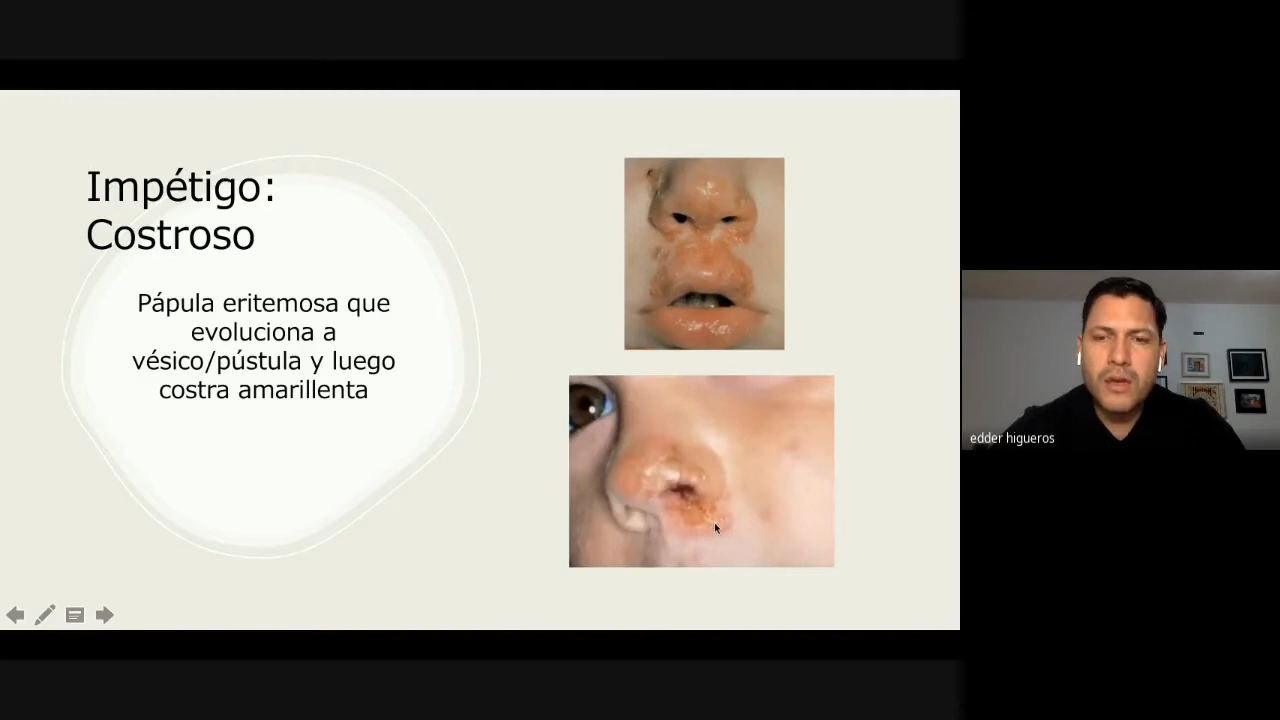 Impétigo:
Costroso
Pápula eritemosa que
evoluciona a
vésico/pústula y luego
costra amarillenta
edder higueros